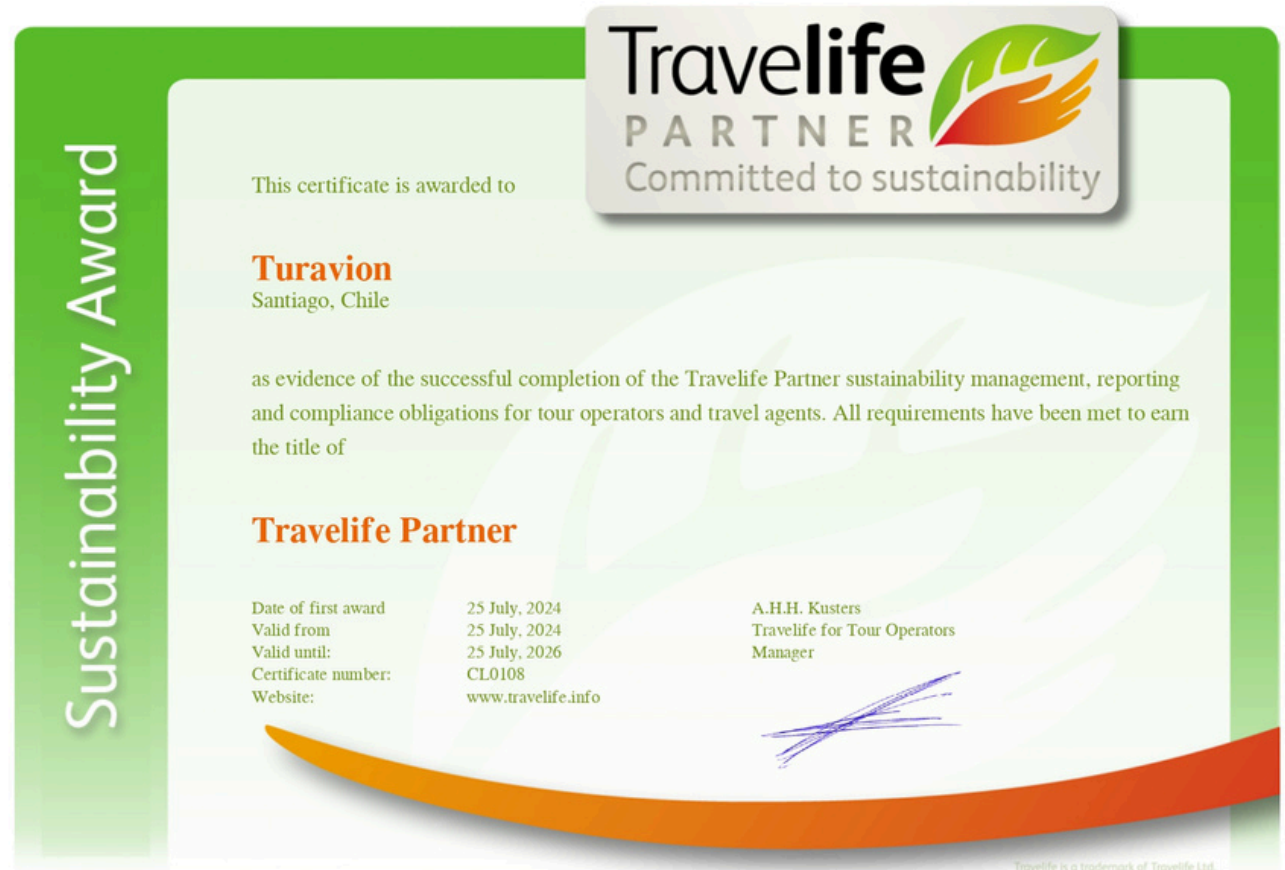 Travelife
PARTNER
Committed to sustainability
Sustainability Award
This certificate is awarded to
Turavion
Santiago, Chile
as evidence of the successful completion of the Travelife Partner sustainability management, reporting
and compliance obligations for tour operators and travel agents. All requirements have been met to earn
the title of
Travelife Partner
Date of first award 25 July, 2024
Valid from 25 July, 2024
Valid until: 25 July, 2026
Certificate number: CL0108
Website: www.travelife.info
A.H.H. Kusters
Travelife for Tour Operators
Manager
Travelife is a trademark of Travelife Ltd.